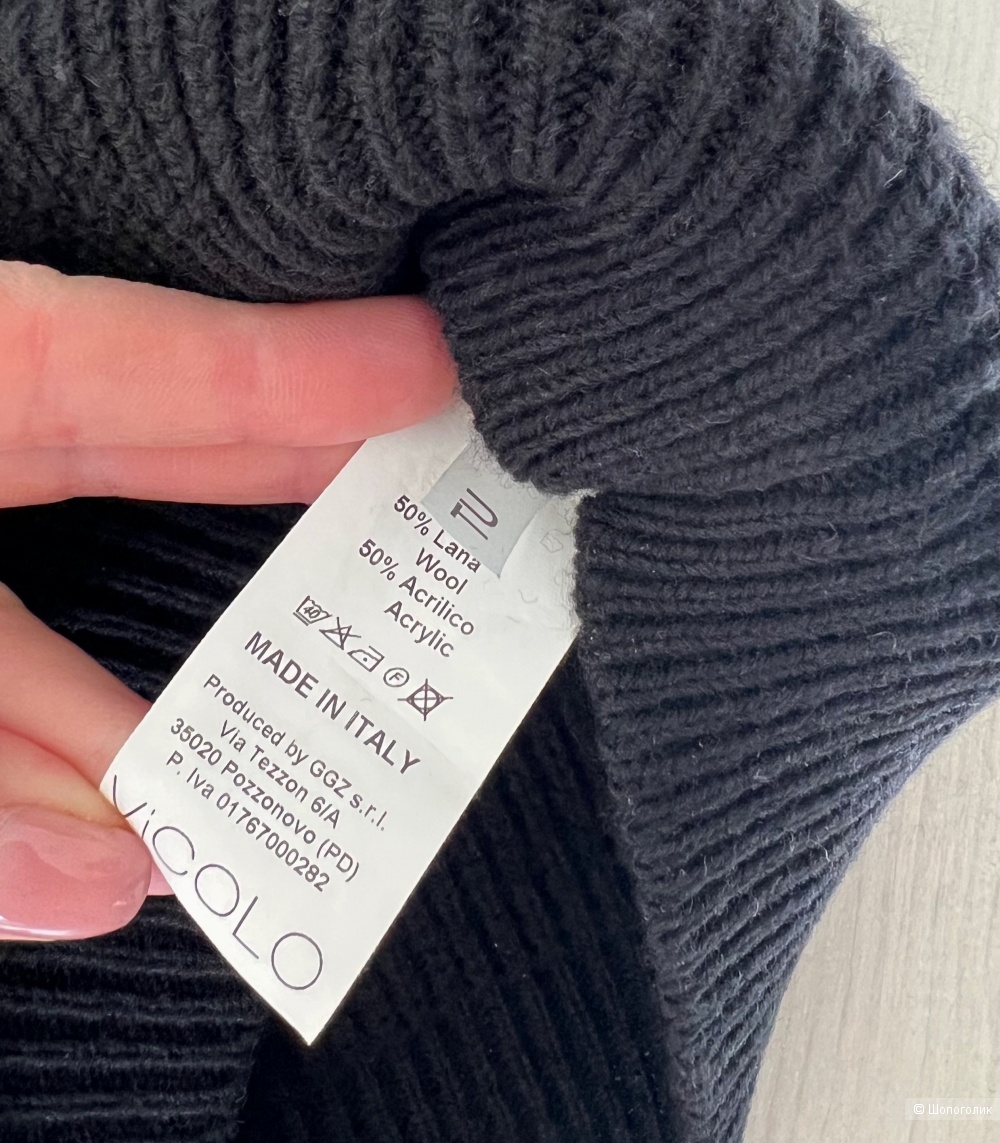 50% Lana
Wool
50% Acrilico
Acrylic
40
F
MADE IN ITALY
Produced by GGZ s.r.l.
Via Tezzon 6/A
35020 Pozzonovo (PD)
P. Iva 01767000282
ViCOLO
© Шопоголик